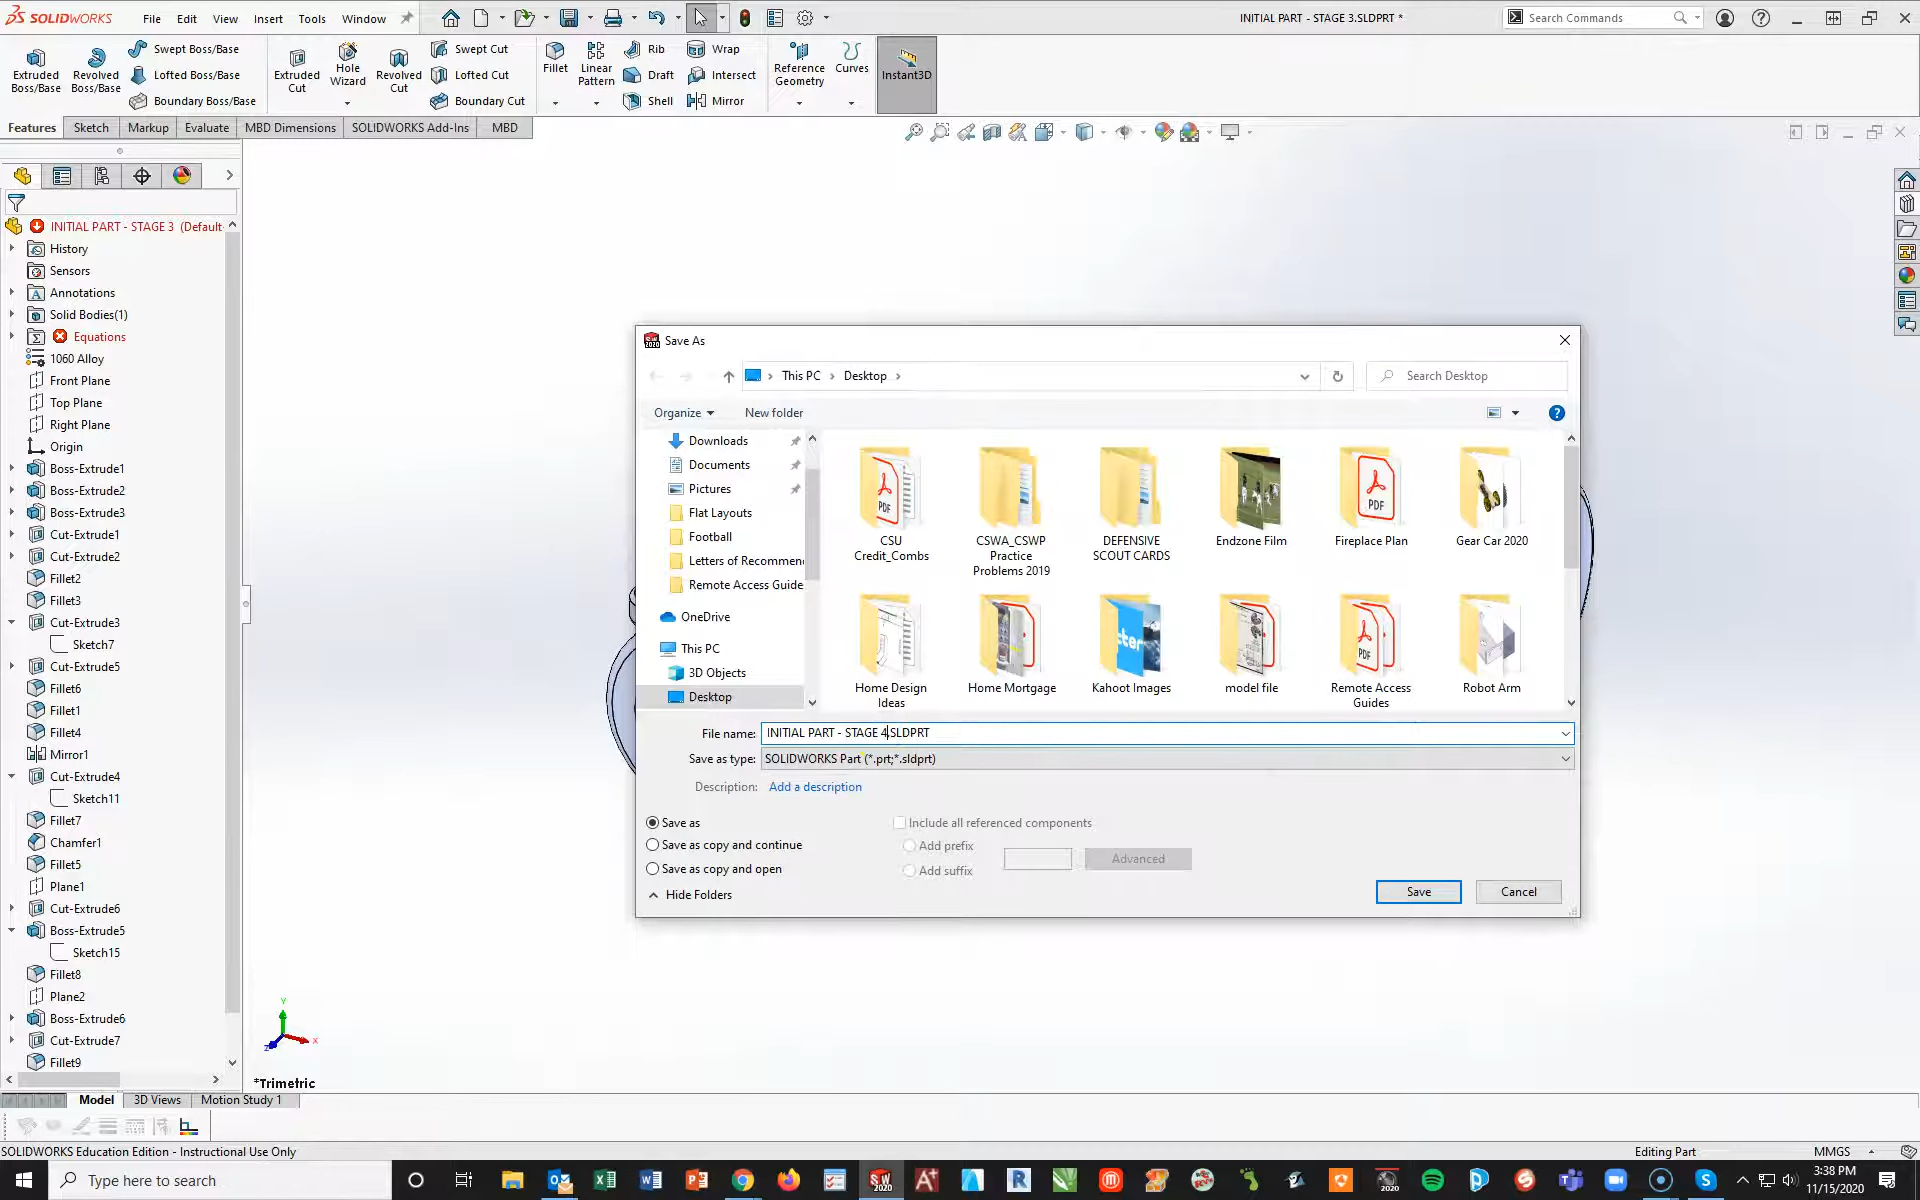 SOLIDWORKS File Edit View Insert Tools Window INITIAL PART - STAGE 3.SLDPRT * Search Commands
Extruded Boss/Base
Revolved Boss/Base
Swept Boss/Base
Lofted Boss/Base
Boundary Boss/Base
Extruded Cut
Hole Wizard
Revolved Cut
Swept Cut
Lofted Cut
Boundary Cut
Fillet
Linear Pattern
Rib
Draft
Shell
Wrap
Intersect
Mirror
Reference Geometry
Curves
Instant3D
Features Sketch Markup Evaluate MBD Dimensions SOLIDWORKS Add-Ins MBD
INITIAL PART - STAGE 3 (Default
History
Sensors
Annotations
Solid Bodies(1)
Equations
1060 Alloy
Front Plane
Top Plane
Right Plane
Origin
Boss-Extrude1
Boss-Extrude2
Boss-Extrude3
Cut-Extrude1
Cut-Extrude2
Fillet2
Fillet3
Cut-Extrude3
Sketch7
Cut-Extrude5
Fillet6
Fillet1
Fillet4
Mirror1
Cut-Extrude4
Sketch11
Fillet7
Chamfer1
Fillet5
Plane1
Cut-Extrude6
Boss-Extrude5
Sketch15
Fillet8
Plane2
Boss-Extrude6
Cut-Extrude7
Fillet9
Save As
This PC > Desktop >
Search Desktop
Organize New folder
Downloads
Documents
Pictures
Flat Layouts
Football
Letters of Recommen
Remote Access Guide
OneDrive
This PC
3D Objects
Desktop
CSU Credit_Combs
CSWA_CSWP Practice Problems 2019
DEFENSIVE SCOUT CARDS
Endzone Film
Fireplace Plan
Gear Car 2020
Home Design Ideas
Home Mortgage
Kahoot Images
model file
Remote Access Guides
Robot Arm
File name: INITIAL PART - STAGE 4.SLDPRT
Save as type: SOLIDWORKS Part (*.prt;*.sldprt)
Description: Add a description
Save as
Save as copy and continue
Save as copy and open
Include all referenced components
Add prefix
Add suffix
Advanced
Hide Folders
Save Cancel
Y
X
Z
*Trimetric
Model 3D Views Motion Study 1
SOLIDWORKS Education Edition - Instructional Use Only Editing Part MMGS
Type here to search
3:38 PM
11/15/2020